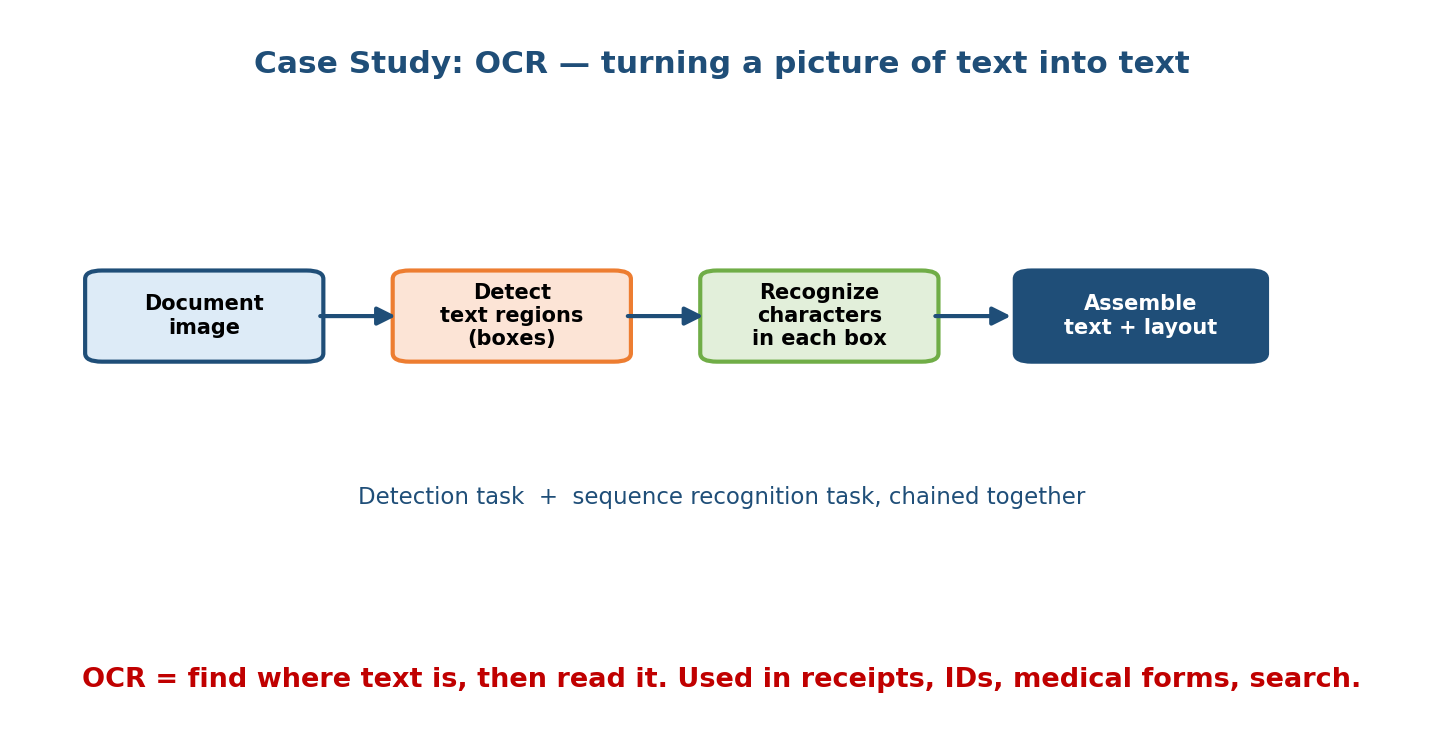 Case Study: OCR — turning a picture of text into text
Document
image
Detect
text regions
(boxes)
Recognize
characters
in each box
Assemble
text + layout
Detection task + sequence recognition task, chained together
OCR = find where text is, then read it. Used in receipts, IDs, medical forms, search.